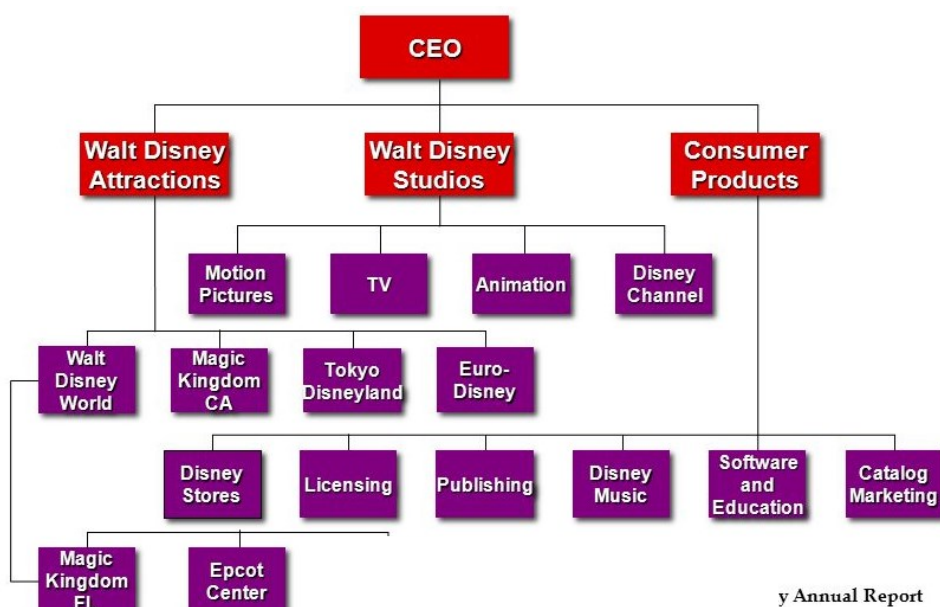 CEO
Walt Disney
Attractions
Walt Disney
Studios
Consumer
Products
Motion
Pictures
TV
Animation
Disney
Channel
Walt
Disney
World
Magic
Kingdom
CA
Tokyo
Disneyland
Euro-
Disney
Disney
Stores
Licensing
Publishing
Disney
Music
Software
and
Education
Catalog
Marketing
Magic
Kingdom
FL
Epcot
Center
y Annual Report